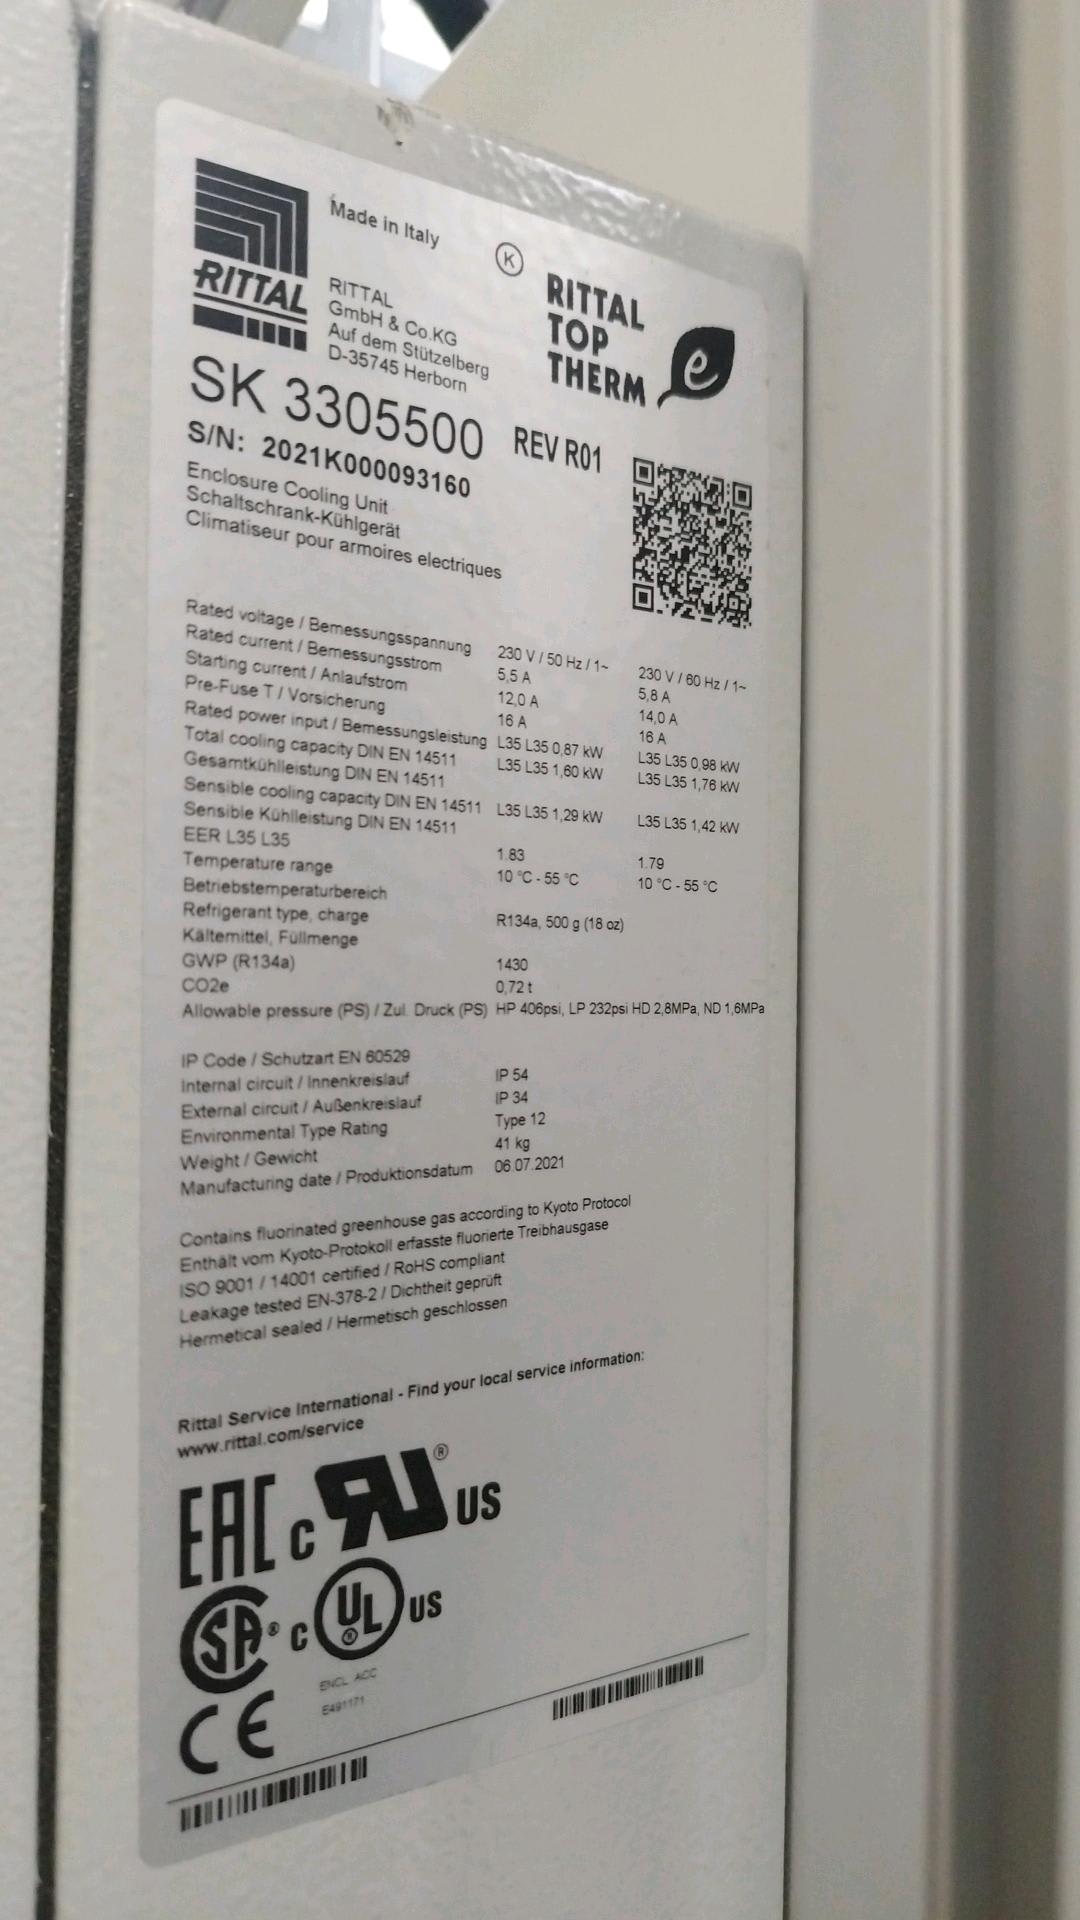 Made in Italy
K
RITTAL
RITTAL
GmbH & Co.KG
Auf dem Stützelberg
D-35745 Herborn
RITTAL
TOP
THERM
e
SK 3305500 REV R01
S/N: 2021K000093160
Enclosure Cooling Unit
Schaltschrank-Kühlgerät
Climatiseur pour armoires electriques
Rated voltage / Bemessungsspannung 230 V / 50 Hz / 1~ 230 V / 60 Hz / 1~
Rated current / Bemessungsstrom 5,5 A 5,8 A
Starting current / Anlaufstrom 12,0 A 14,0 A
Pre-Fuse T / Vorsicherung 16 A 16 A
Rated power input / Bemessungsleistung L35 L35 0,87 kW L35 L35 0,98 kW
Total cooling capacity DIN EN 14511 L35 L35 1,60 kW L35 L35 1,76 kW
Gesamtkühlleistung DIN EN 14511
Sensible cooling capacity DIN EN 14511 L35 L35 1,29 kW L35 L35 1,42 kW
Sensible Kühlleistung DIN EN 14511
EER L35 L35 1.83 1.79
Temperature range 10 °C - 55 °C 10 °C - 55 °C
Betriebstemperaturbereich
Refrigerant type, charge R134a, 500 g (18 oz)
Kältemittel, Füllmenge
GWP (R134a) 1430
CO2e 0,72 t
Allowable pressure (PS) / Zul. Druck (PS) HP 406psi, LP 232psi HD 2,8MPa, ND 1,6MPa
IP Code / Schutzart EN 60529
Internal circuit / Innenkreislauf IP 54
External circuit / Außenkreislauf IP 34
Environmental Type Rating Type 12
Weight / Gewicht 41 kg
Manufacturing date / Produktionsdatum 06.07.2021
Contains fluorinated greenhouse gas according to Kyoto Protocol
Enthält vom Kyoto-Protokoll erfasste fluorierte Treibhausgase
ISO 9001 / 14001 certified / RoHS compliant
Leakage tested EN-378-2 / Dichtheit geprüft
Hermetical sealed / Hermetisch geschlossen
Rittal Service International - Find your local service information:
www.rittal.com/service
EAC c RU ® US
SA ® C UL ® US
ENCL. ACC
E491171
CE